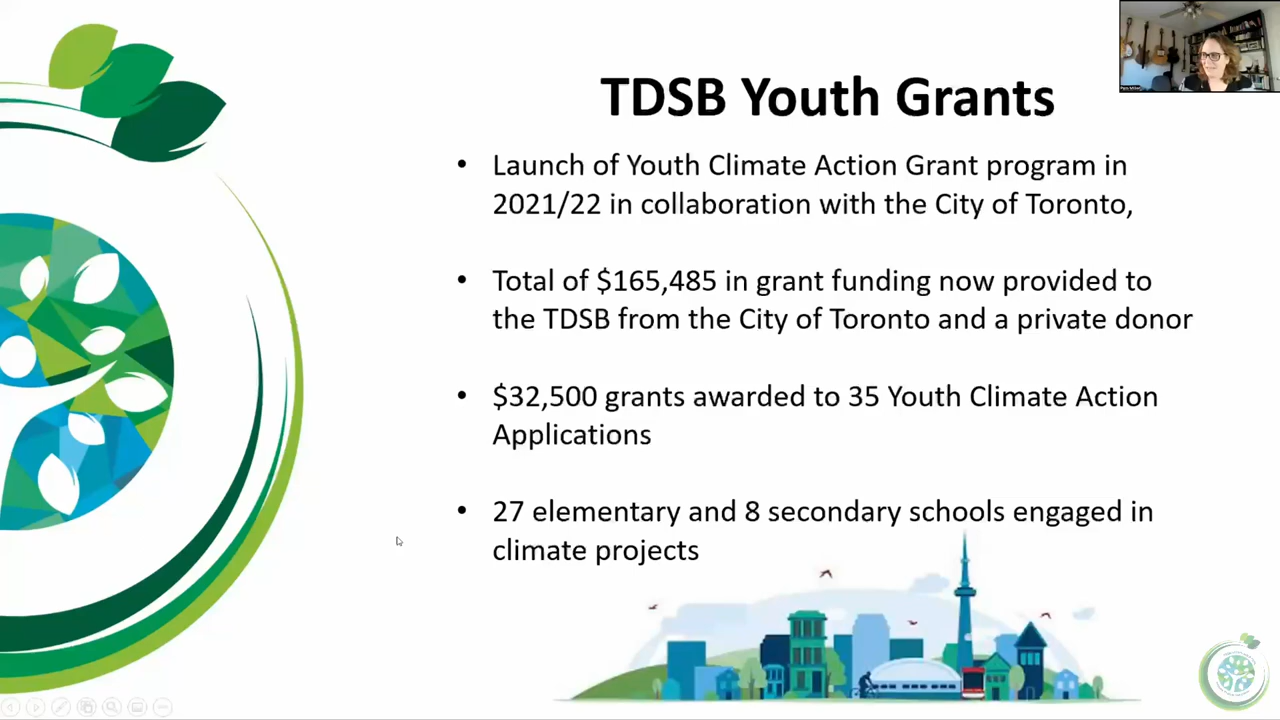 TDSB Youth Grants
• Launch of Youth Climate Action Grant program in
2021/22 in collaboration with the City of Toronto,
• Total of $165,485 in grant funding now provided to
the TDSB from the City of Toronto and a private donor
• $32,500 grants awarded to 35 Youth Climate Action
Applications
• 27 elementary and 8 secondary schools engaged in
climate projects